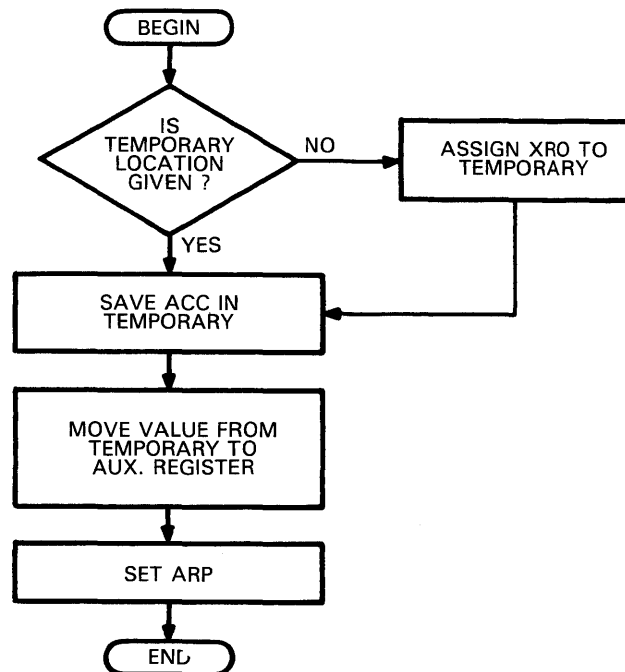 BEGIN
IS
TEMPORARY
LOCATION
GIVEN ?
NO
ASSIGN XR0 TO
TEMPORARY
YES
SAVE ACC IN
TEMPORARY
MOVE VALUE FROM
TEMPORARY TO
AUX. REGISTER
SET ARP
END